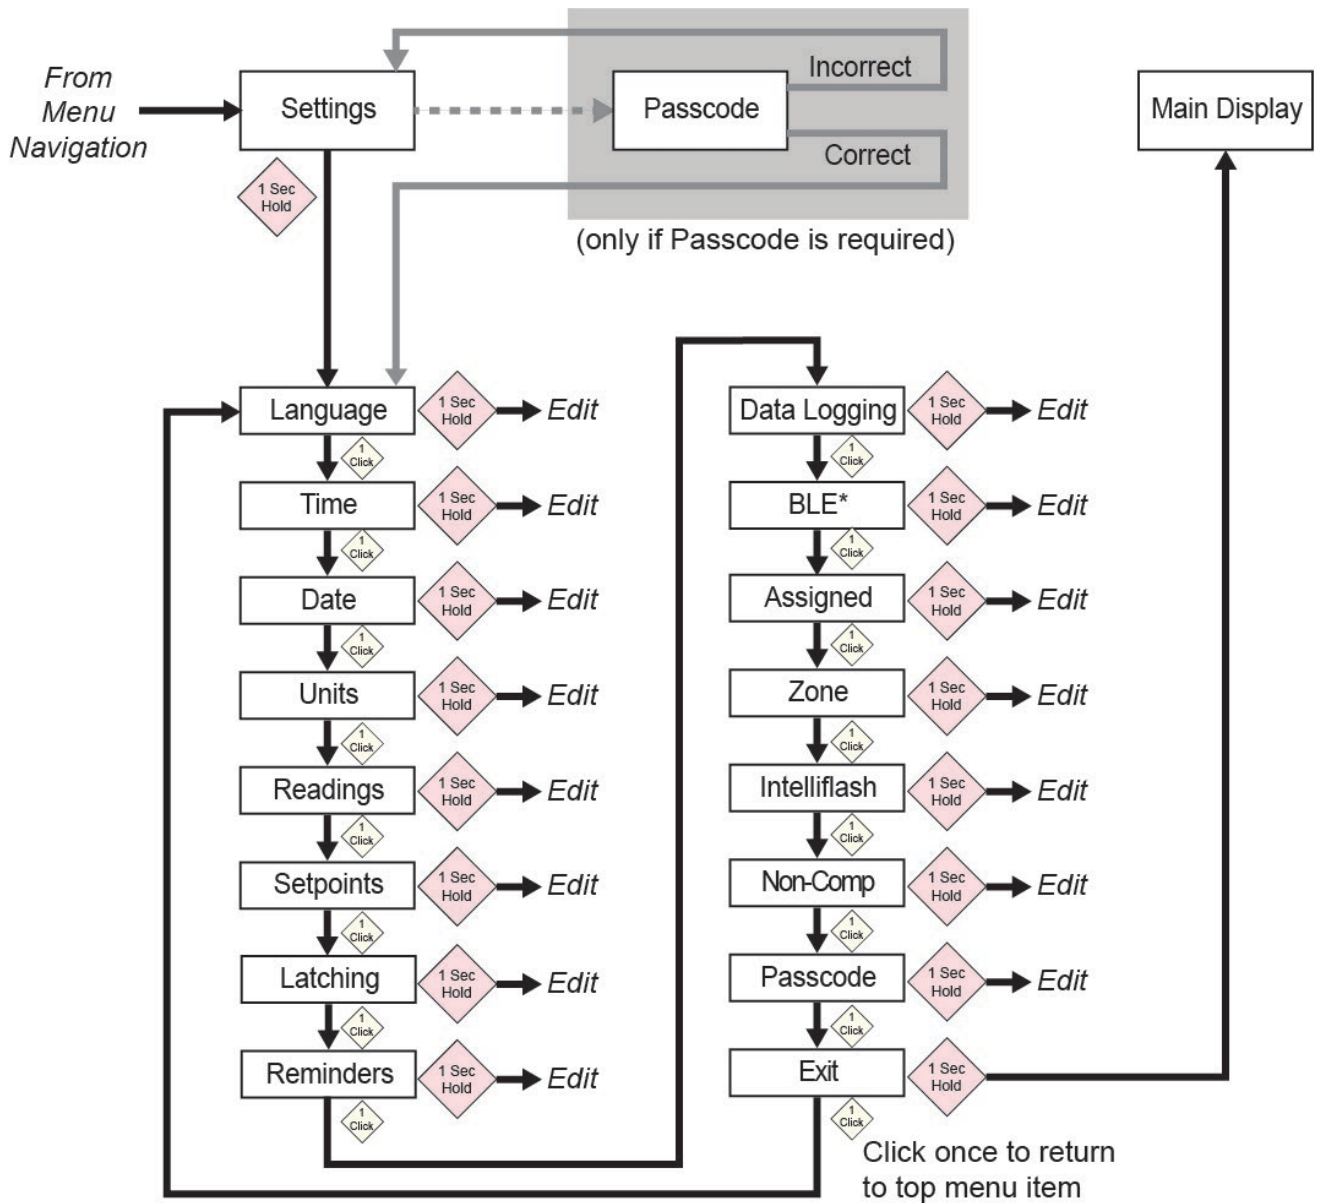 From
Menu
Navigation
Settings
Passcode
Incorrect
Correct
Main Display
1 Sec
Hold
(only if Passcode is required)
Language
1 Sec
Hold
Edit
1
Click
Time
1 Sec
Hold
Edit
1
Click
Date
1 Sec
Hold
Edit
1
Click
Units
1 Sec
Hold
Edit
1
Click
Readings
1 Sec
Hold
Edit
1
Click
Setpoints
1 Sec
Hold
Edit
1
Click
Latching
1 Sec
Hold
Edit
1
Click
Reminders
1 Sec
Hold
Edit
1
Click
Data Logging
1 Sec
Hold
Edit
1
Click
BLE*
1 Sec
Hold
Edit
1
Click
Assigned
1 Sec
Hold
Edit
1
Click
Zone
1 Sec
Hold
Edit
1
Click
Intelliflash
1 Sec
Hold
Edit
1
Click
Non-Comp
1 Sec
Hold
Edit
1
Click
Passcode
1 Sec
Hold
Edit
1
Click
Exit
1 Sec
Hold
1
Click
Click once to return
to top menu item